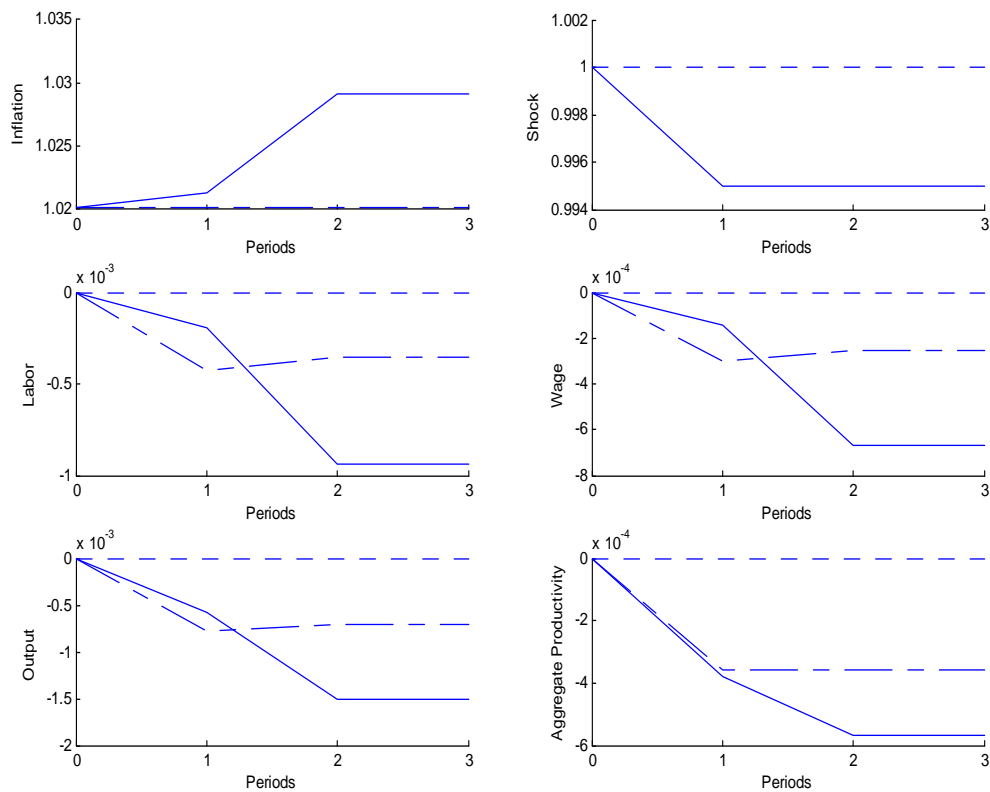 1.035
1.03
1.025
1.02
Inflation
0 1 2 3
Periods
1.002
1
0.998
0.996
0.994
Shock
0 1 2 3
Periods
x 10^-3
0
-0.5
-1
Labor
0 1 2 3
Periods
x 10^-4
0
-2
-4
-6
-8
Wage
0 1 2 3
Periods
x 10^-3
0
-0.5
-1
-1.5
-2
Output
0 1 2 3
Periods
x 10^-4
0
-2
-4
-6
Aggregate Productivity
0 1 2 3
Periods